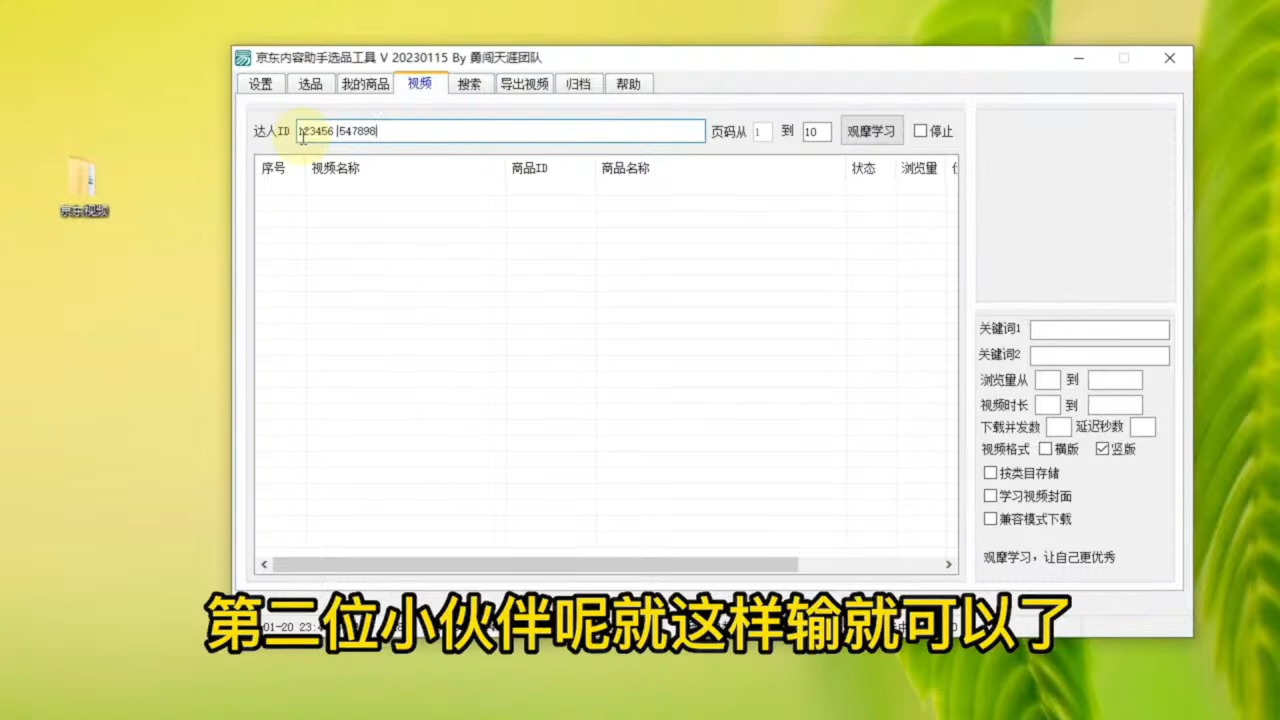 京东内容助手选品工具 V 20230115 By 勇闯天涯团队
设置 选品 我的商品 视频 搜索 导出视频 归档 帮助
达人ID 123456 |547898 页码从 1 到 10 观摩学习 停止
序号 视频名称 商品ID 商品名称 状态 浏览量
京东视频
关键词1
关键词2
浏览量从 到
视频时长 到
下载并发数 延迟秒数
视频格式 横版 竖版
按类目存储
学习视频封面
兼容模式下载
观摩学习，让自己更优秀
第二位小伙伴呢就这样输就可以了